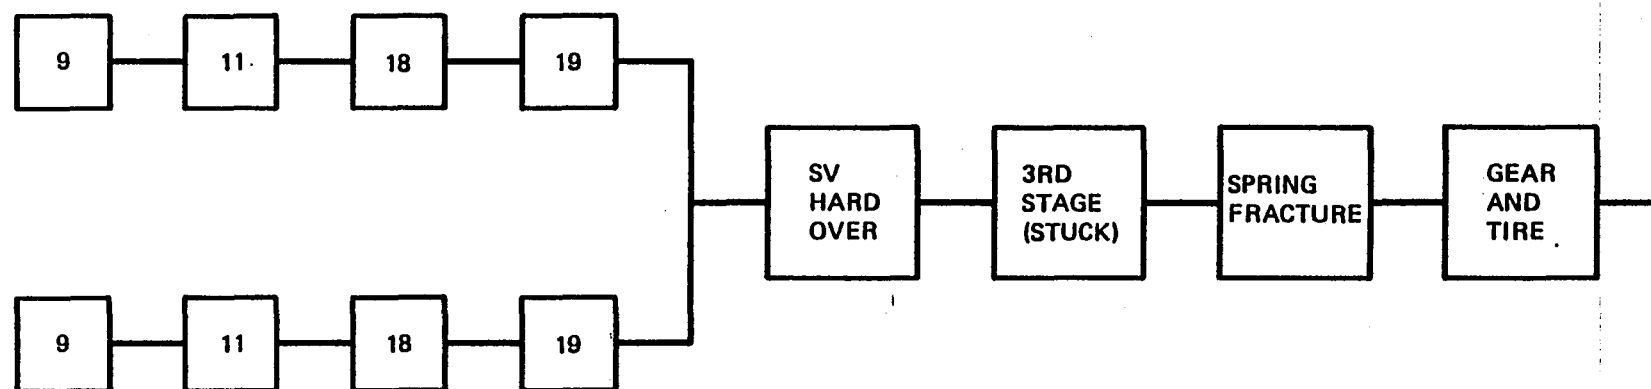 9
11
18
19
SV
HARD
OVER
3RD
STAGE
(STUCK)
SPRING
FRACTURE
GEAR
AND
TIRE
9
11
18
19